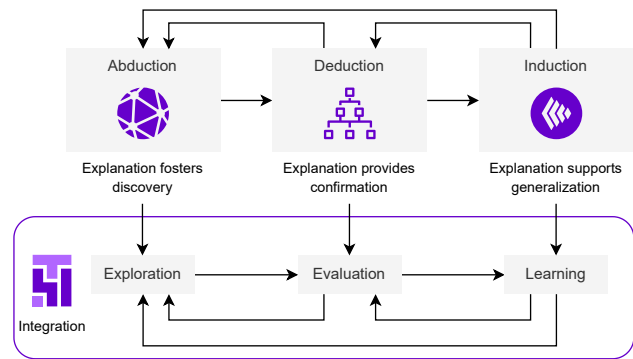 Abduction
Deduction
Induction
Explanation fosters
discovery
Explanation provides
confirmation
Explanation supports
generalization
Exploration
Evaluation
Learning
Integration